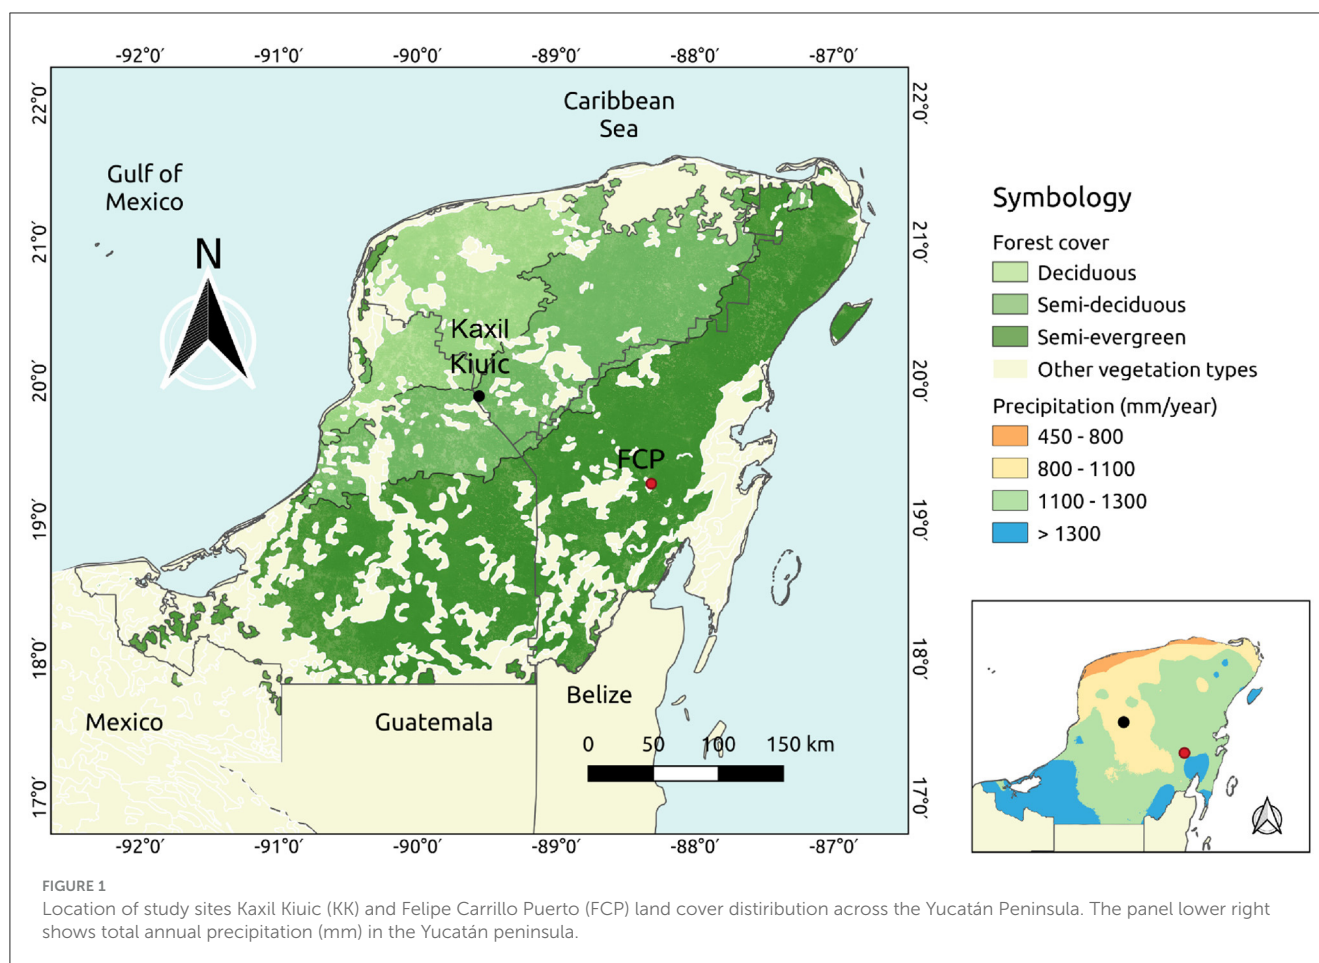 -92°0′ -91°0′ -90°0′ -89°0′ -88°0′ -87°0′
22°0′
21°0′
20°0′
19°0′
18°0′
17°0′
22°0′
21°0′
20°0′
19°0′
18°0′
17°0′
Caribbean
Sea
Gulf of
Mexico
N
Kaxil
Kiuic
FCP
Belize
Mexico
Guatemala
0 50 100 150 km
-92°0′ -91°0′ -90°0′ -89°0′ -88°0′ -87°0′
Symbology
Forest cover
Deciduous
Semi-deciduous
Semi-evergreen
Other vegetation types
Precipitation (mm/year)
450 - 800
800 - 1100
1100 - 1300
> 1300
FIGURE 1
Location of study sites Kaxil Kiuic (KK) and Felipe Carrillo Puerto (FCP) land cover distiribution across the Yucatán Peninsula. The panel lower right
shows total annual precipitation (mm) in the Yucatán peninsula.